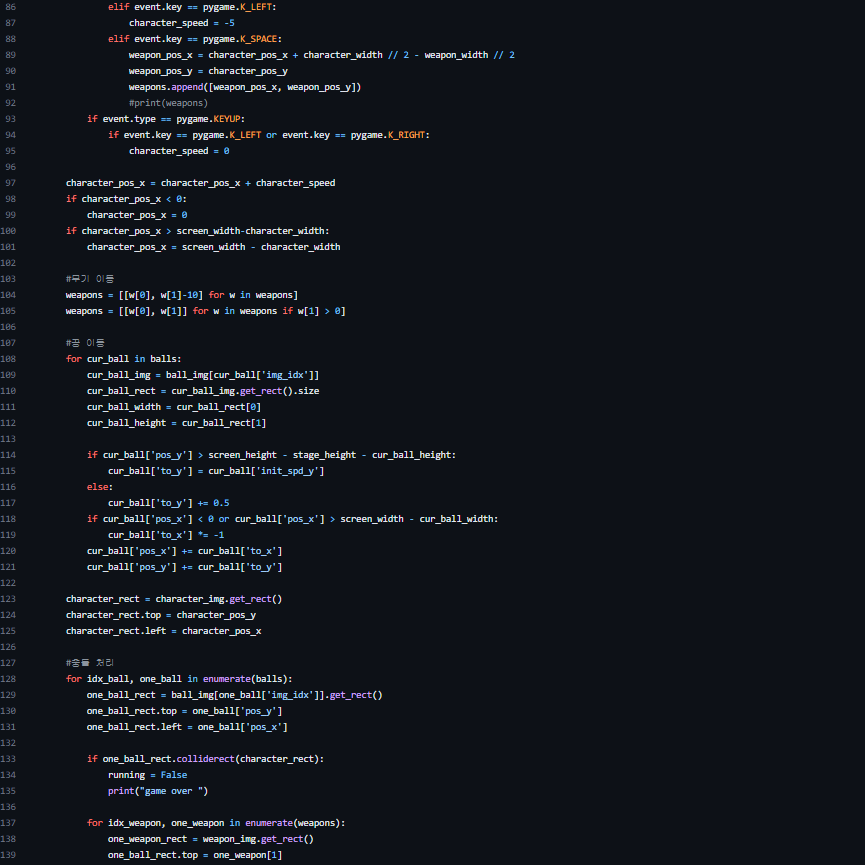 86 elif event.key == pygame.K_LEFT:
87 character_speed = -5
88 elif event.key == pygame.K_SPACE:
89 weapon_pos_x = character_pos_x + character_width // 2 - weapon_width // 2
90 weapon_pos_y = character_pos_y
91 weapons.append([weapon_pos_x, weapon_pos_y])
92 #print(weapons)
93 if event.type == pygame.KEYUP:
94 if event.key == pygame.K_LEFT or event.key == pygame.K_RIGHT:
95 character_speed = 0
96
97 character_pos_x = character_pos_x + character_speed
98 if character_pos_x < 0:
99 character_pos_x = 0
100 if character_pos_x > screen_width-character_width:
101 character_pos_x = screen_width - character_width
102
103 #무기 이동
104 weapons = [[w[0], w[1]-10] for w in weapons]
105 weapons = [[w[0], w[1]] for w in weapons if w[1] > 0]
106
107 #공 이동
108 for cur_ball in balls:
109 cur_ball_img = ball_img[cur_ball['img_idx']]
110 cur_ball_rect = cur_ball_img.get_rect().size
111 cur_ball_width = cur_ball_rect[0]
112 cur_ball_height = cur_ball_rect[1]
113
114 if cur_ball['pos_y'] > screen_height - stage_height - cur_ball_height:
115 cur_ball['to_y'] = cur_ball['init_spd_y']
116 else:
117 cur_ball['to_y'] += 0.5
118 if cur_ball['pos_x'] < 0 or cur_ball['pos_x'] > screen_width - cur_ball_width:
119 cur_ball['to_x'] *= -1
120 cur_ball['pos_x'] += cur_ball['to_x']
121 cur_ball['pos_y'] += cur_ball['to_y']
122
123 character_rect = character_img.get_rect()
124 character_rect.top = character_pos_y
125 character_rect.left = character_pos_x
126
127 #충돌 처리
128 for idx_ball, one_ball in enumerate(balls):
129 one_ball_rect = ball_img[one_ball['img_idx']].get_rect()
130 one_ball_rect.top = one_ball['pos_y']
131 one_ball_rect.left = one_ball['pos_x']
132
133 if one_ball_rect.colliderect(character_rect):
134 running = False
135 print("game over ")
136
137 for idx_weapon, one_weapon in enumerate(weapons):
138 one_weapon_rect = weapon_img.get_rect()
139 one_ball_rect.top = one_weapon[1]